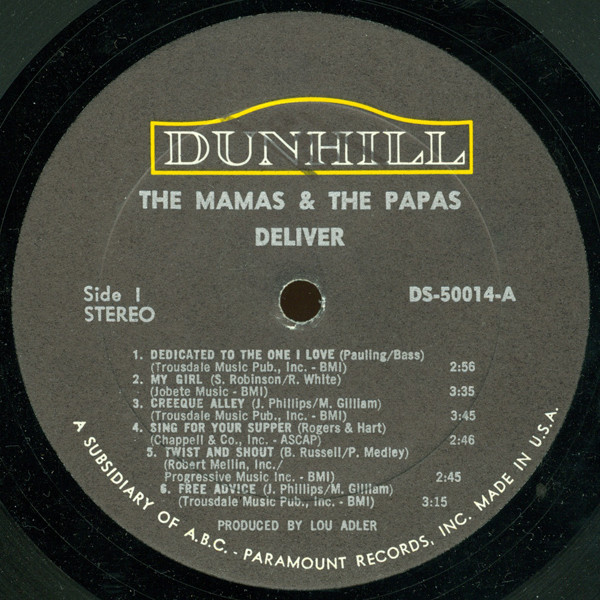 DUNHILL
THE MAMAS & THE PAPAS
DELIVER
Side 1
STEREO
DS-50014-A
1. DEDICATED TO THE ONE I LOVE (Pauling/Bass)
(Trousdale Music Pub., Inc. - BMI) 2:56
2. MY GIRL (S. Robinson/R. White)
(Jobete Music - BMI) 3:35
3. CREEQUE ALLEY (J. Phillips/M. Gilliam)
(Trousdale Music Pub., Inc. - BMI) 3:45
4. SING FOR YOUR SUPPER (Rogers & Hart)
(Chappell & Co., Inc. - ASCAP) 2:46
5. TWIST AND SHOUT (B. Russell/P. Medley)
(Robert Mellin, Inc./
Progressive Music Inc. - BMI) 2:45
6. FREE ADVICE (J. Phillips/M. Gilliam)
(Trousdale Music Pub., Inc. - BMI) 3:15
PRODUCED BY LOU ADLER
A SUBSIDIARY OF A.B.C. - PARAMOUNT RECORDS, INC. MADE IN U.S.A.